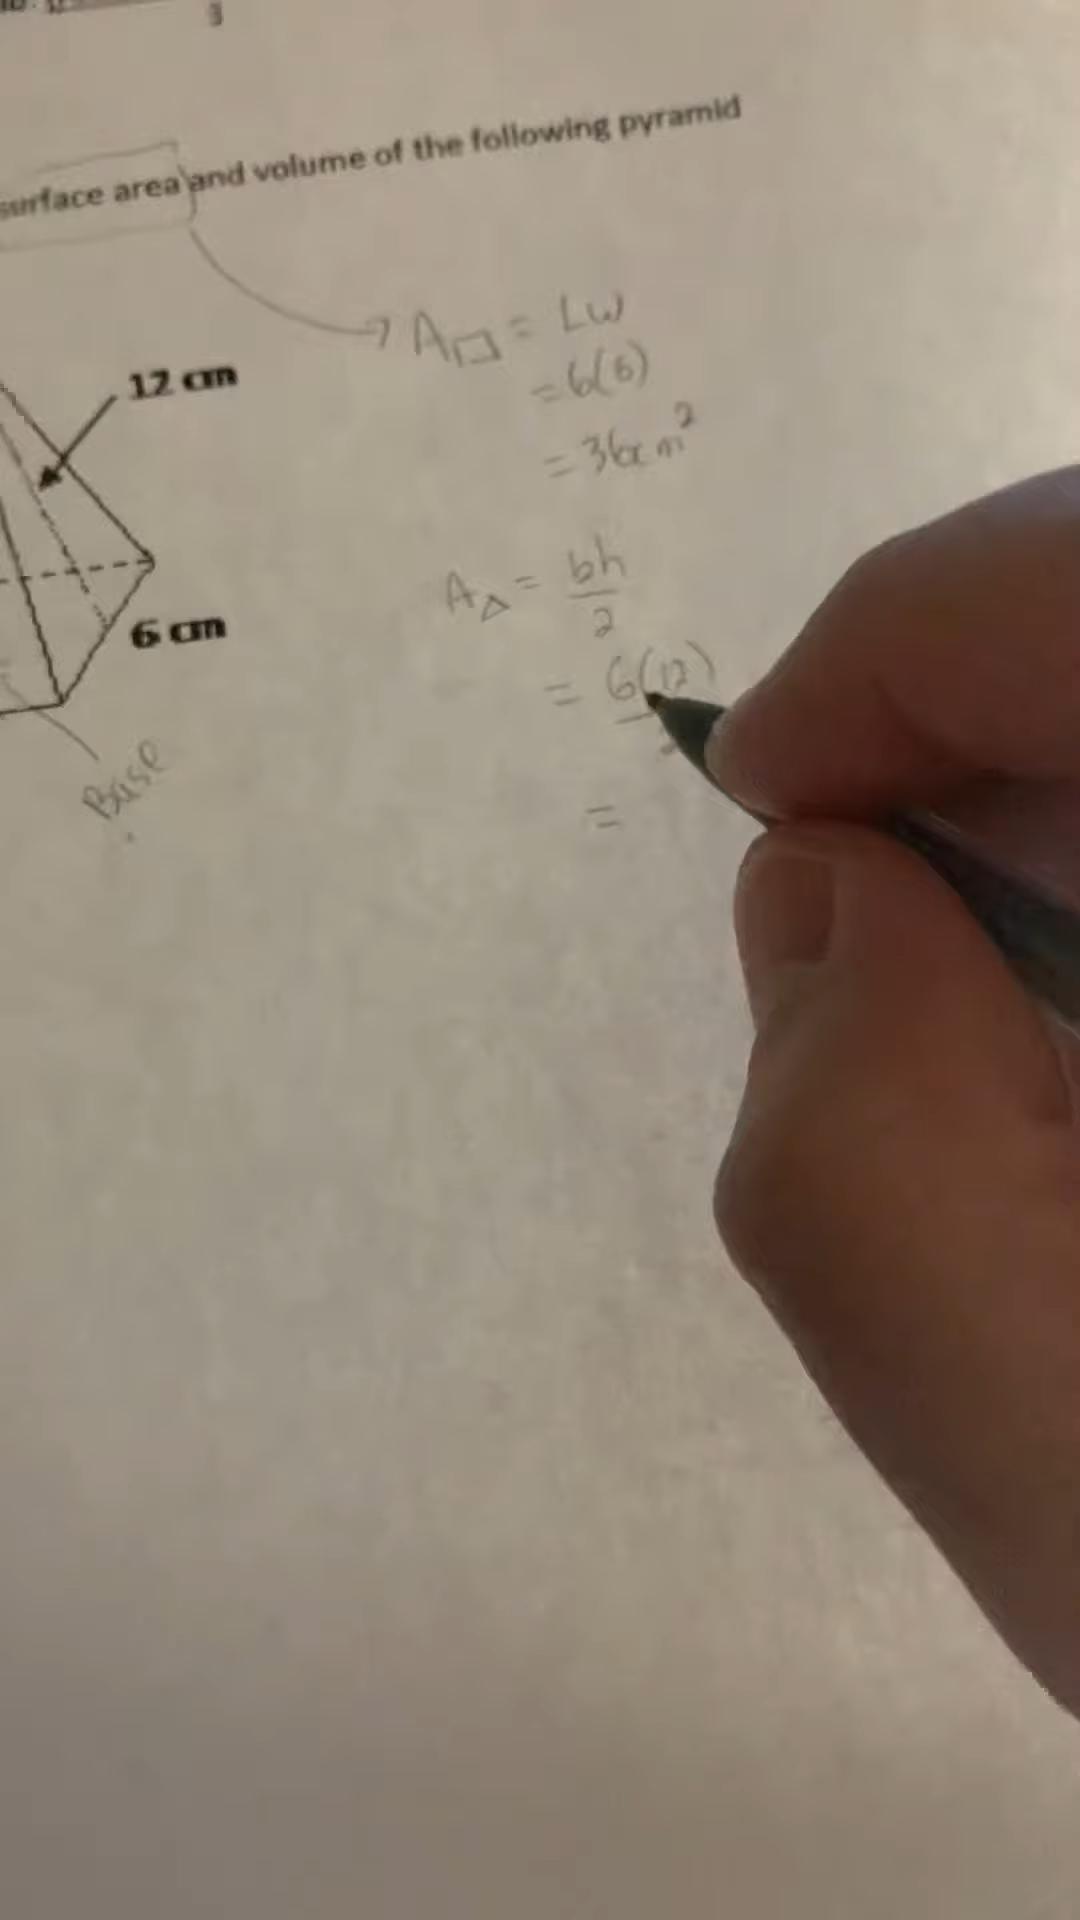 3
surface area and volume of the following pyramid
A□ = LW
12 cm
= 6(6)
= 36cm²
A△ = bh
2
6 cm
= 6(12)
Base
=